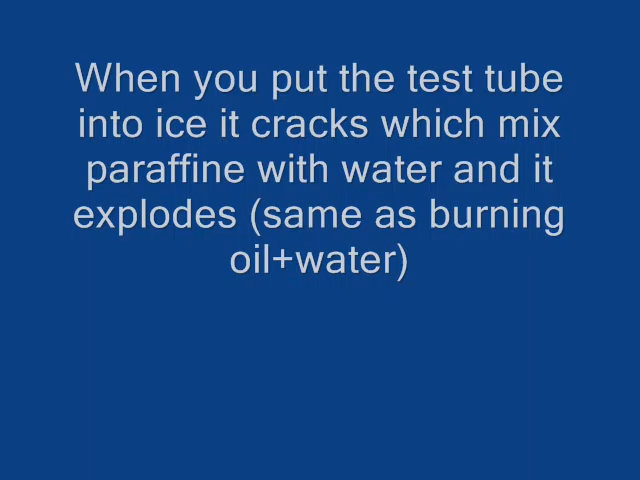 When you put the test tube
into ice it cracks which mix
paraffine with water and it
explodes (same as burning
oil+water)